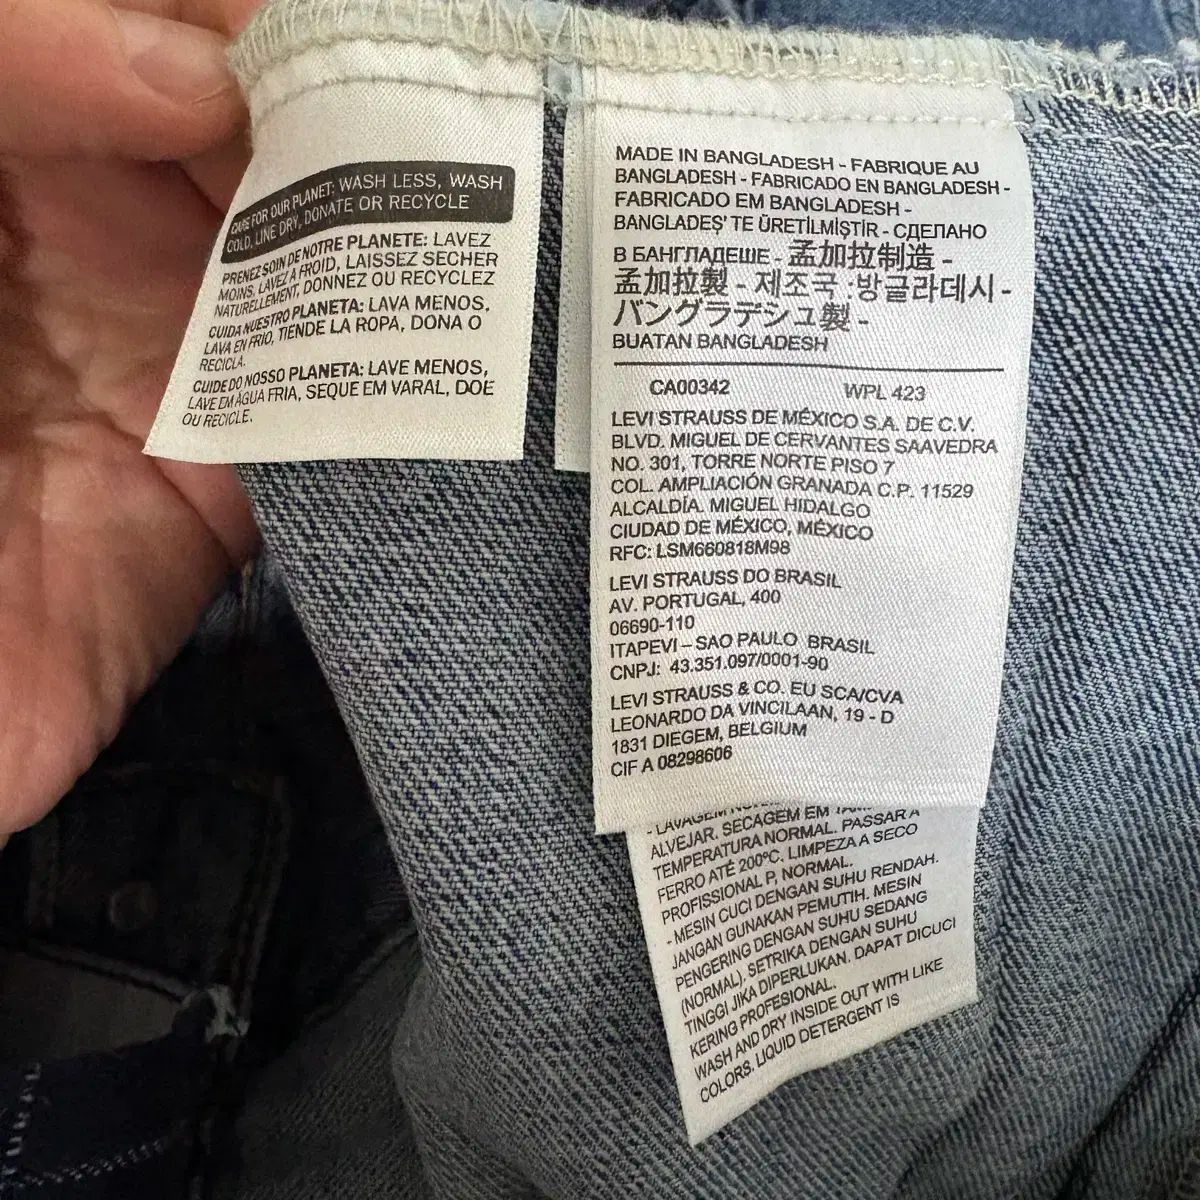 CARE FOR OUR PLANET: WASH LESS, WASH
COLD, LINE DRY, DONATE OR RECYCLE
PRENEZ SOIN DE NOTRE PLANETE: LAVEZ
MOINS, LAVEZ A FROID, LAISSEZ SECHER
NATURELLEMENT, DONNEZ OU RECYCLEZ
CUIDA NUESTRO PLANETA: LAVA MENOS,
LAVA EN FRIO, TIENDE LA ROPA, DONA O
RECICLA.
CUIDE DO NOSSO PLANETA: LAVE MENOS,
LAVE EM AGUA FRIA, SEQUE EM VARAL, DOE
OU RECICLE.
MADE IN BANGLADESH - FABRIQUE AU
BANGLADESH - FABRICADO EN BANGLADESH -
FABRICADO EM BANGLADESH -
BANGLADEŞ' TE ÜRETİLMİŞTİR - СДЕЛАНО
В БАНГЛАДЕШЕ - 孟加拉制造 -
孟加拉製 - 제조국 :방글라데시 -
バングラデシュ製 -
BUATAN BANGLADESH
CA00342 WPL 423
LEVI STRAUSS DE MÉXICO S.A. DE C.V.
BLVD. MIGUEL DE CERVANTES SAAVEDRA
NO. 301, TORRE NORTE PISO 7
COL. AMPLIACIÓN GRANADA C.P. 11529
ALCALDÍA. MIGUEL HIDALGO
CIUDAD DE MÉXICO, MÉXICO
RFC: LSM660818M98
LEVI STRAUSS DO BRASIL
AV. PORTUGAL, 400
06690-110
ITAPEVI – SAO PAULO BRASIL
CNPJ: 43.351.097/0001-90
LEVI STRAUSS & CO. EU SCA/CVA
LEONARDO DA VINCILAAN, 19 - D
1831 DIEGEM, BELGIUM
CIF A 08298606
- LAVAGEM
ALVEJAR. SECAGEM EM
TEMPERATURA NORMAL. PASSAR A
FERRO ATÉ 200ºC. LIMPEZA A SECO
PROFISSIONAL P, NORMAL.
- MESIN CUCI DENGAN SUHU RENDAH.
JANGAN GUNAKAN PEMUTIH. MESIN
PENGERING DENGAN SUHU SEDANG
(NORMAL), SETRIKA DENGAN SUHU
TINGGI JIKA DIPERLUKAN. DAPAT DICUCI
KERING PROFESIONAL.
WASH AND DRY INSIDE OUT WITH LIKE
COLORS. LIQUID DETERGENT IS